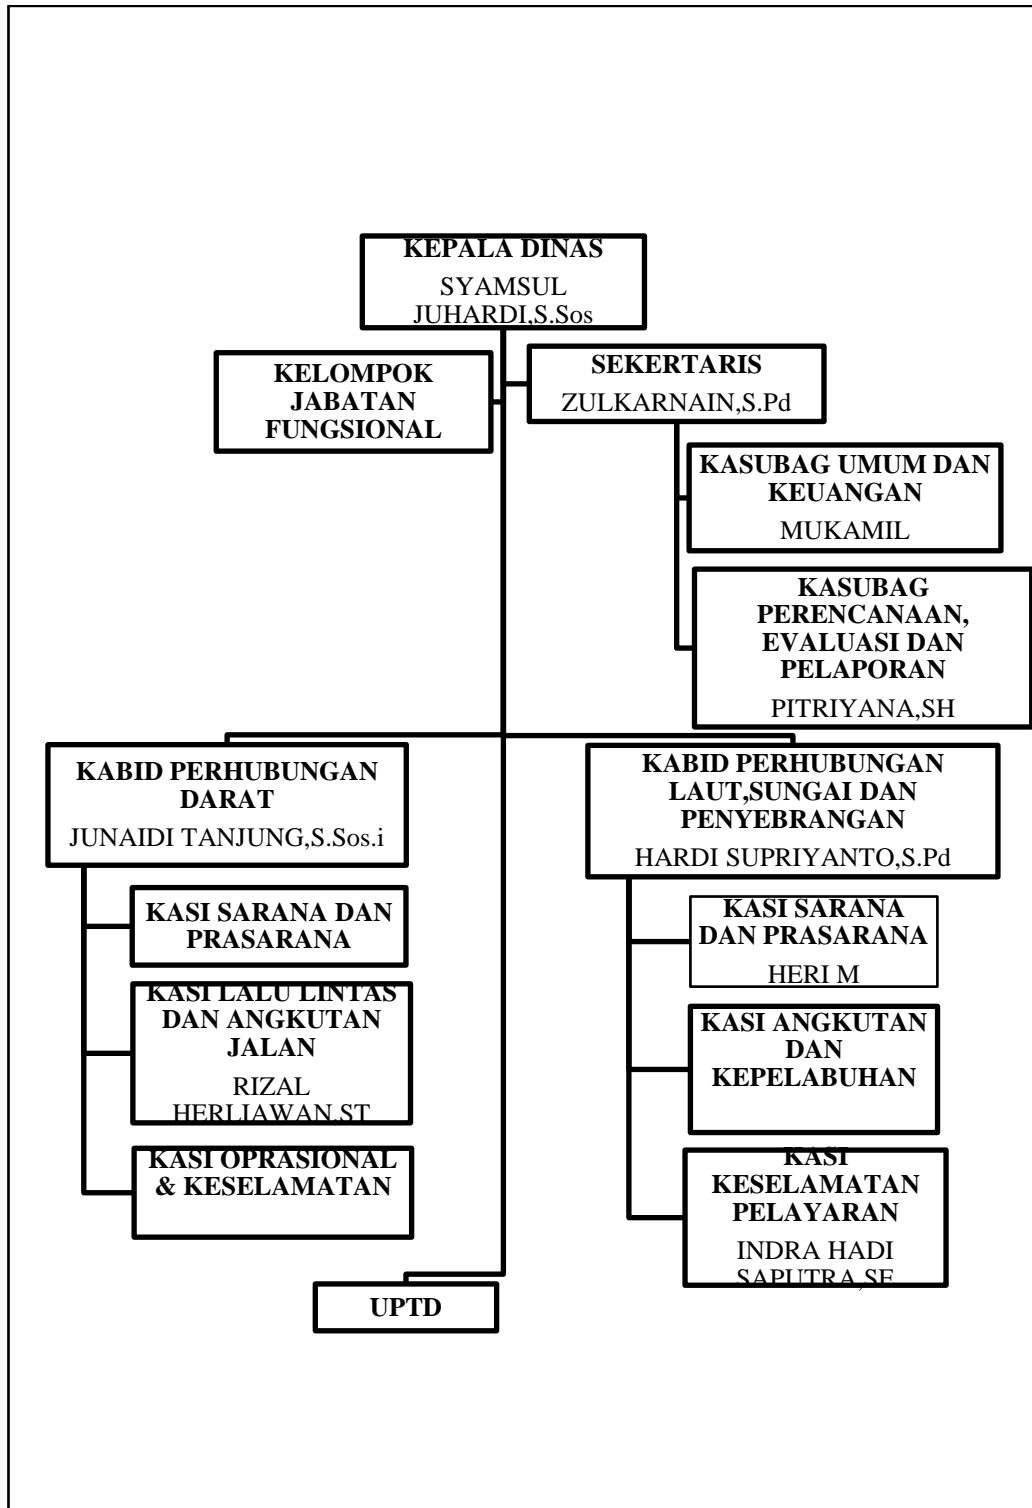 KEPALA DINAS
SYAMSUL
JUHARDI,S.Sos
KELOMPOK
JABATAN
FUNGSIONAL
SEKERTARIS
ZULKARNAIN,S.Pd
KASUBAG UMUM DAN
KEUANGAN
MUKAMIL
KASUBAG
PERENCANAAN,
EVALUASI DAN
PELAPORAN
PITRIYANA,SH
KABID PERHUBUNGAN
DARAT
JUNAIDI TANJUNG,S.Sos.i
KASI SARANA DAN
PRASARANA
KASI LALU LINTAS
DAN ANGKUTAN
JALAN
RIZAL
HERLIAWAN,ST
KASI OPRASIONAL
& KESELAMATAN
KABID PERHUBUNGAN
LAUT,SUNGAI DAN
PENYEBRANGAN
HARDI SUPRIYANTO,S.Pd
KASI SARANA
DAN PRASARANA
HERI M
KASI ANGKUTAN
DAN
KEPELABUHAN
KASI
KESELAMATAN
PELAYARAN
INDRA HADI
SAPUTRA,SE
UPTD